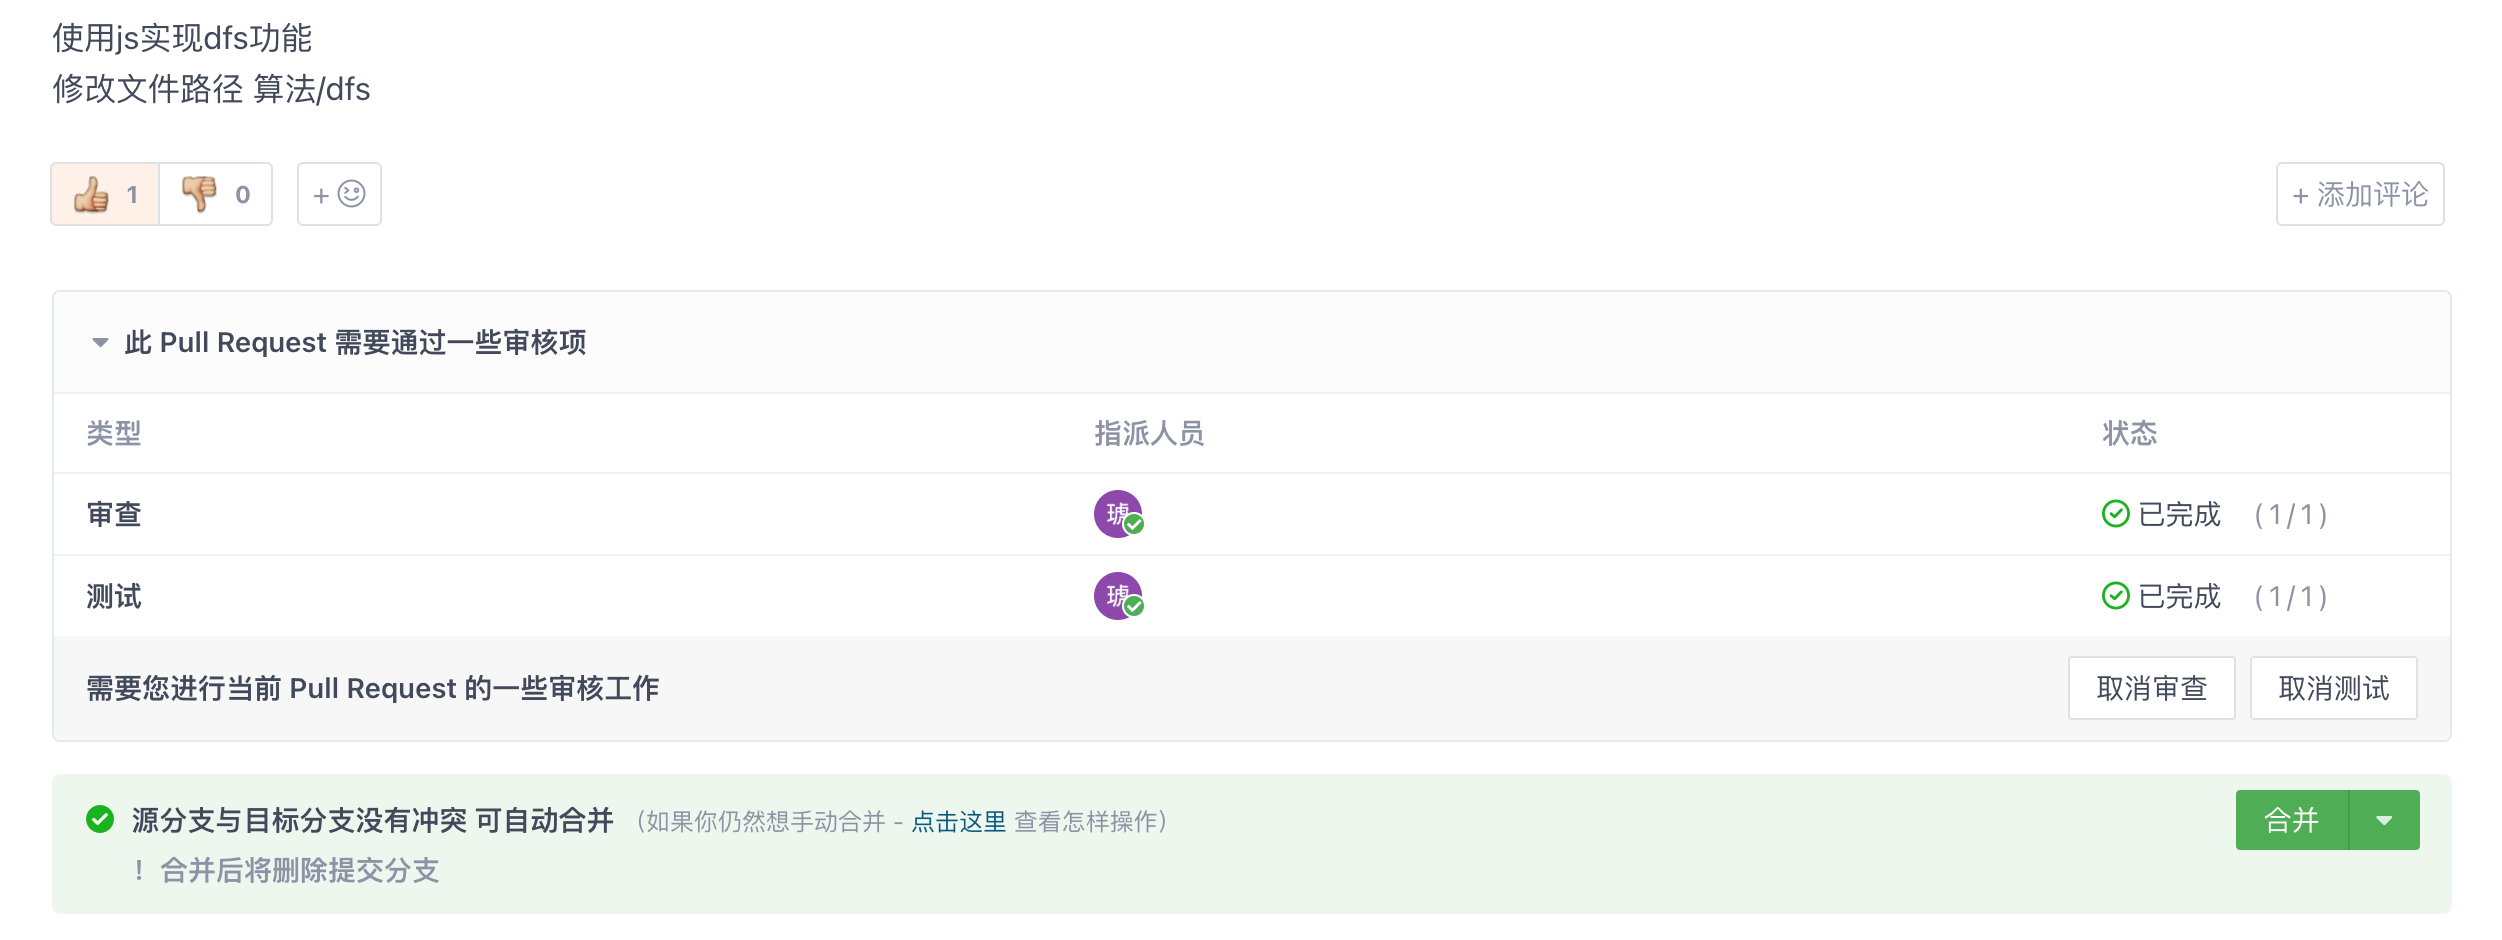 使用js实现dfs功能
修改文件路径 算法/dfs
1 0 + + 添加评论
此 Pull Request 需要通过一些审核项
类型 指派人员 状态
审查 琥 已完成 (1/1)
测试 琥 已完成 (1/1)
需要您进行当前 Pull Request 的一些审核工作 取消审查 取消测试
源分支与目标分支没有冲突 可自动合并 (如果你仍然想手动合并 - 点击这里 查看怎样操作) 合并
! 合并后将删除提交分支